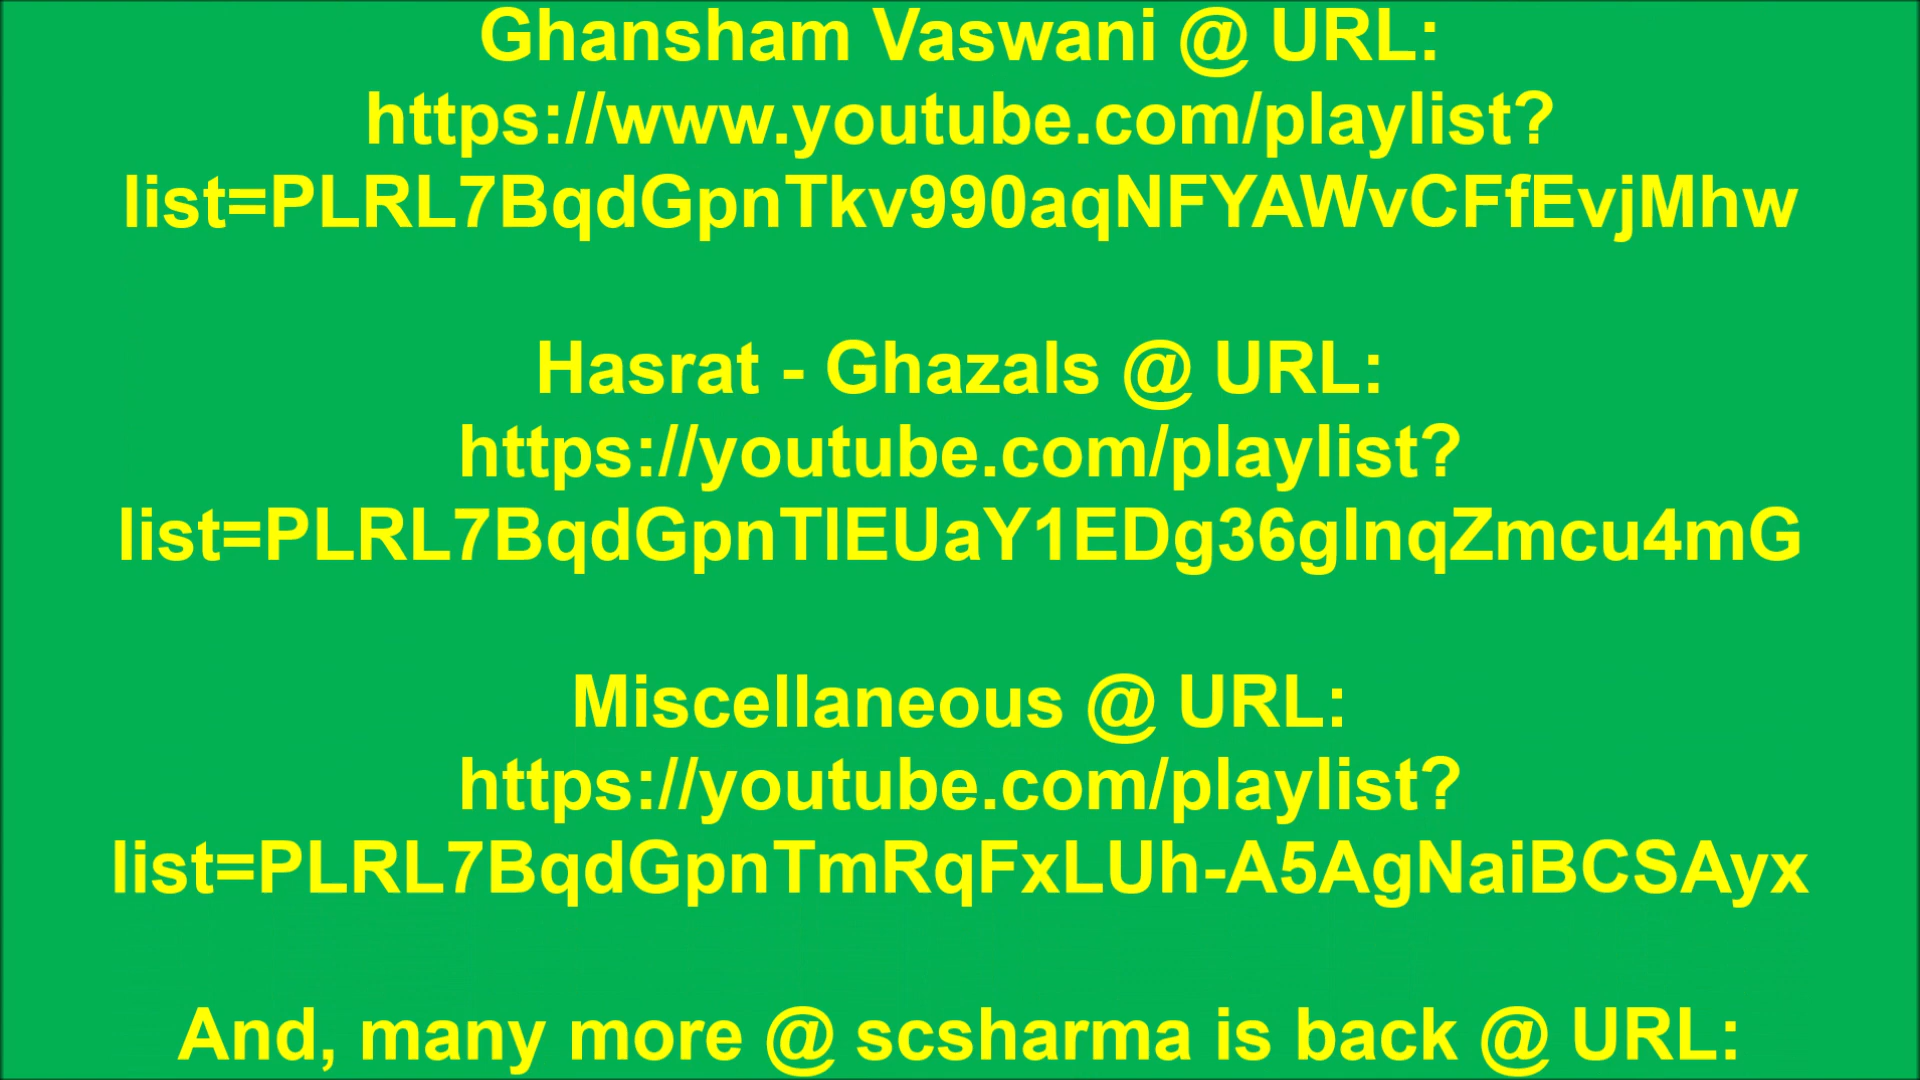 Ghansham Vaswani @ URL:
https://www.youtube.com/playlist?
list=PLRL7BqdGpnTkv990aqNFYAWvCFfEvjMhw
Hasrat - Ghazals @ URL:
https://youtube.com/playlist?
list=PLRL7BqdGpnTlEUaY1EDg36gInqZmcu4mG
Miscellaneous @ URL:
https://youtube.com/playlist?
list=PLRL7BqdGpnTmRqFxLUh-A5AgNaiBCSAyx
And, many more @ scsharma is back @ URL: